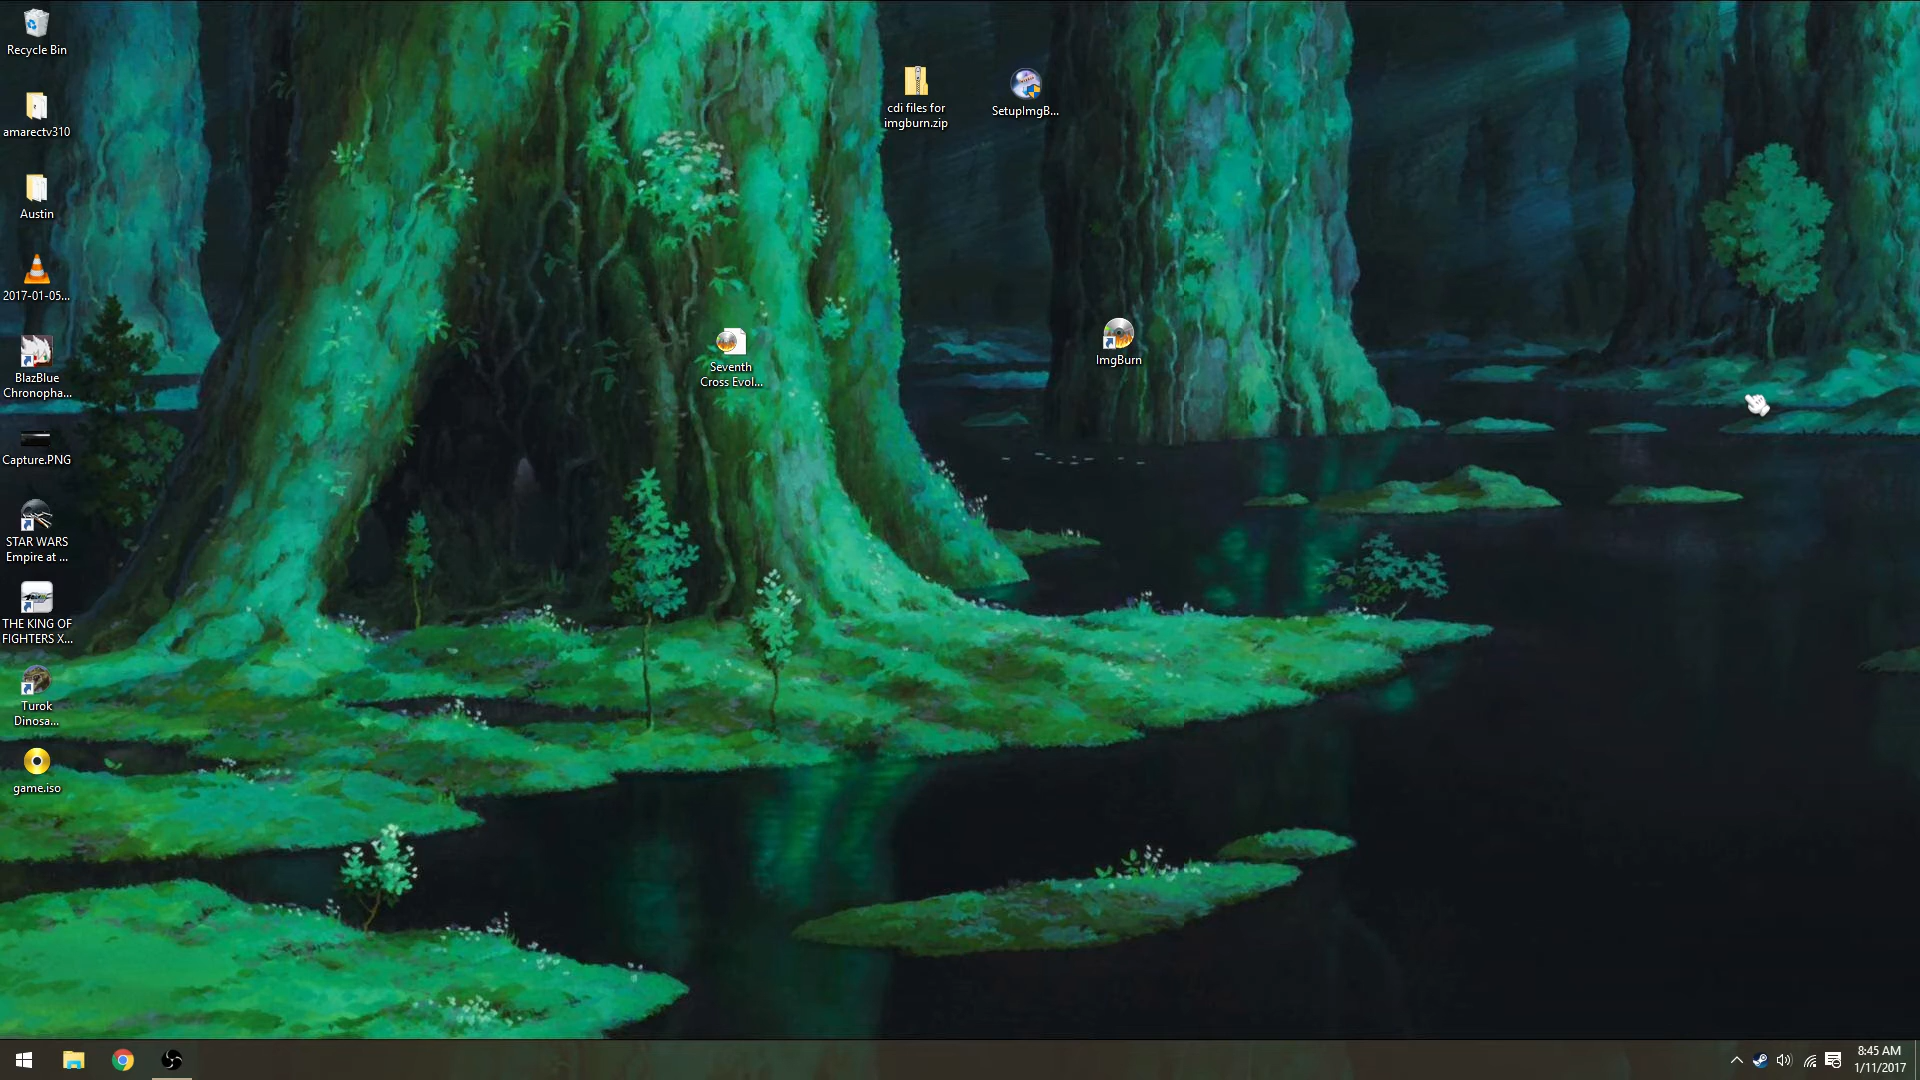 Recycle Bin
amarectv310
Austin
2017-01-05...
BlazBlue
Chronopha...
Capture.PNG
STAR WARS
Empire at ...
THE KING OF
FIGHTERS X...
Turok
Dinosa...
game.iso
Seventh
Cross Evol...
cdi files for
imgburn.zip
SetupImgB...
ImgBurn
8:45 AM
1/11/2017